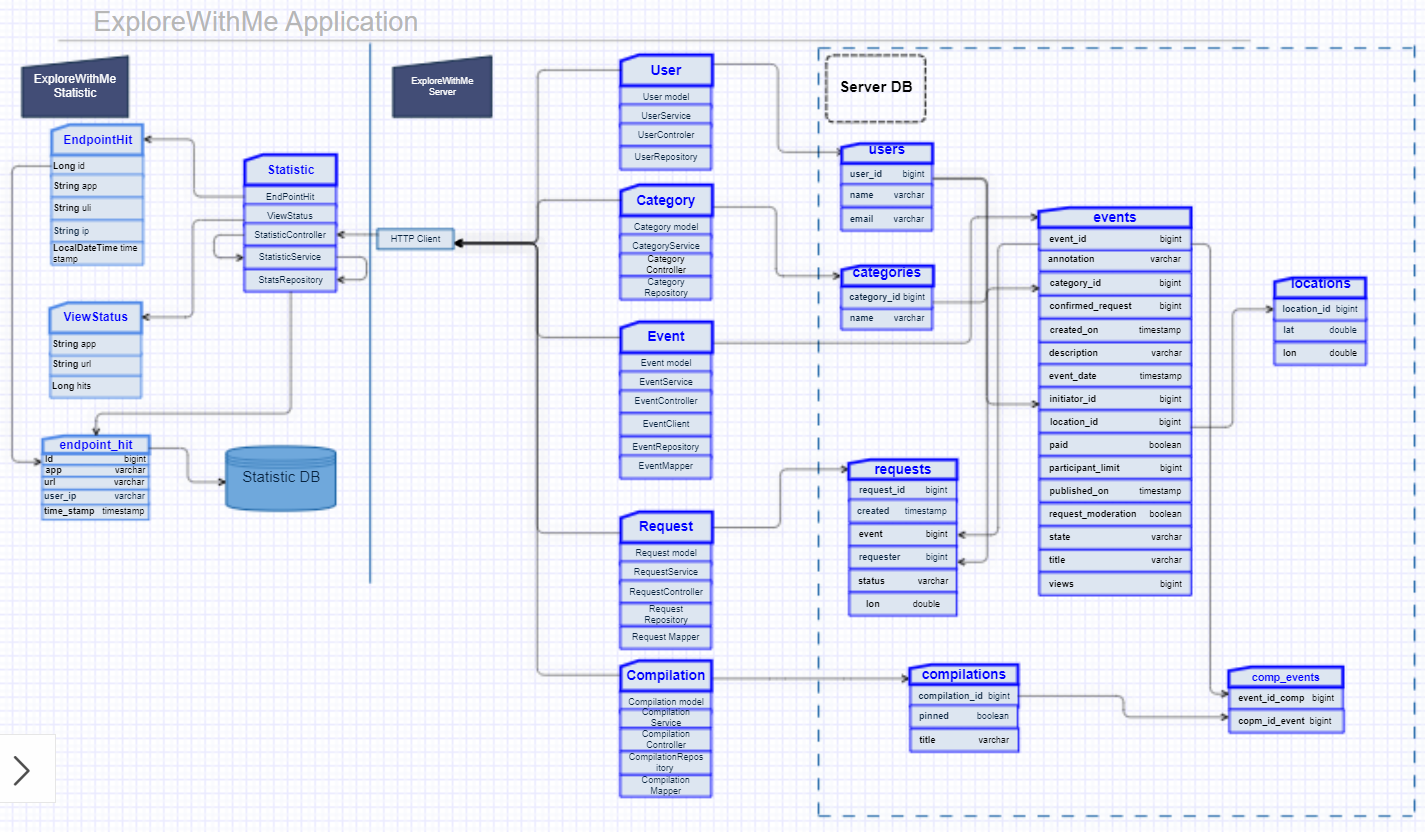 ExploreWithMe Application
ExploreWithMe
Statistic
EndpointHit
Long id
String app
String uli
String ip
LocalDateTime time
stamp
ViewStatus
String app
String url
Long hits
Statistic
EndPointHit
ViewStatus
StatisticController
StatisticService
StatsRepository
endpoint_hit
Id bigint
app varchar
url varchar
user_ip varchar
time_stamp timestamp
Statistic DB
ExploreWithMe
Server
HTTP Client
User
User model
UserService
UserControler
UserRepository
Category
Category model
CategoryService
Category
Controller
Category
Repository
Event
Event model
EventService
EventController
EventClient
EventRepository
EventMapper
Request
Request model
RequestService
RequestController
Request
Repository
Request Mapper
Compilation
Compilation model
Compilation
Service
Compilation
Controller
CompilationRepos
itory
Compilation
Mapper
Server DB
users
user_id bigint
name varchar
email varchar
categories
category_id bigint
name varchar
requests
request_id bigint
created timestamp
event bigint
requester bigint
status varchar
lon double
compilations
compilation_id bigint
pinned boolean
title varchar
events
event_id bigint
annotation varchar
category_id bigint
confirmed_request bigint
created_on timestamp
description varchar
event_date timestamp
initiator_id bigint
location_id bigint
paid boolean
participant_limit bigint
published_on timestamp
request_moderation boolean
state varchar
title varchar
views bigint
locations
location_id bigint
lat double
lon double
comp_events
event_id_comp bigint
copm_id_event bigint